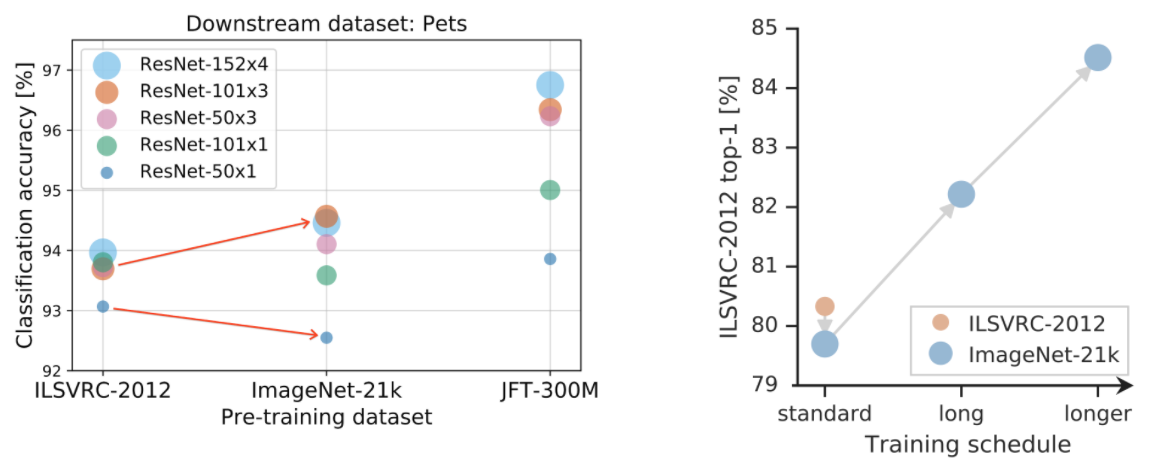 Downstream dataset: Pets
Classification accuracy [%]
97
96
95
94
93
92
ResNet-152x4
ResNet-101x3
ResNet-50x3
ResNet-101x1
ResNet-50x1
ILSVRC-2012 ImageNet-21k JFT-300M
Pre-training dataset
ILSVRC-2012 top-1 [%]
85
84
83
82
81
80
79
ILSVRC-2012
ImageNet-21k
standard long longer
Training schedule